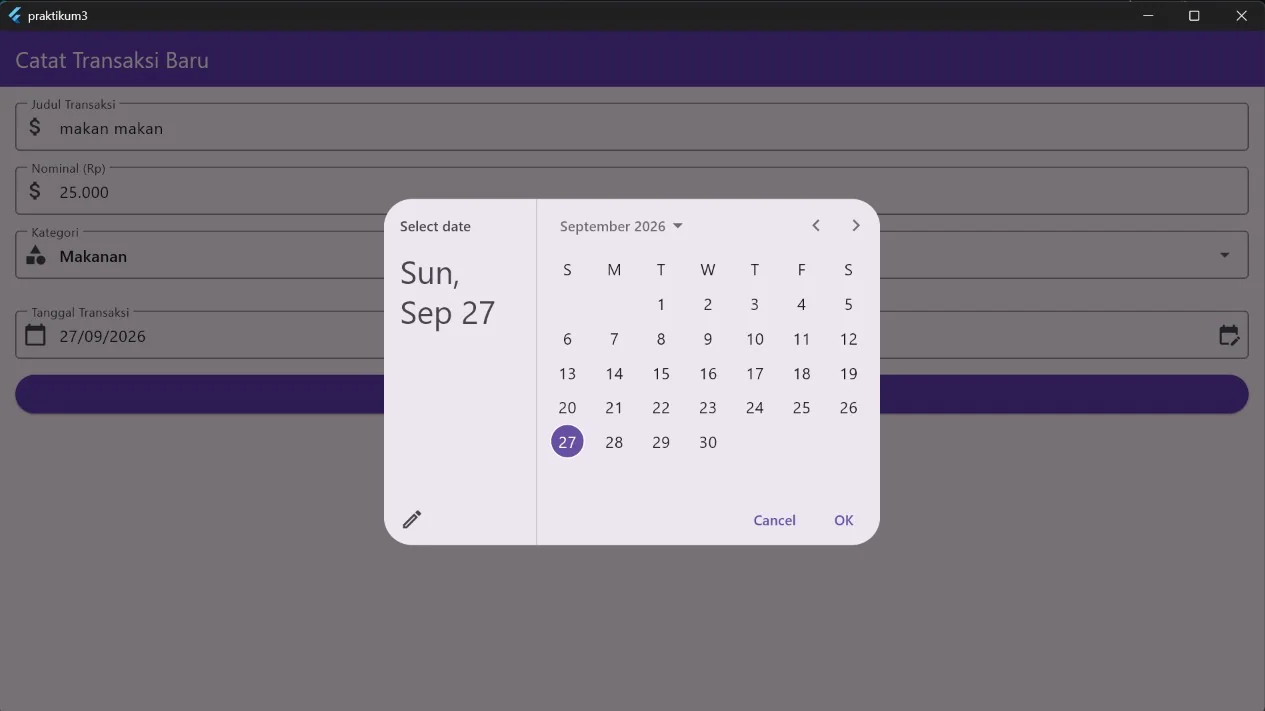 praktikum3
Catat Transaksi Baru
Judul Transaksi
$ makan makan
Nominal (Rp)
$ 25.000
Kategori
Makanan
Tanggal Transaksi
27/09/2026
Select date
Sun,
Sep 27
September 2026
S M T W T F S
1 2 3 4 5
6 7 8 9 10 11 12
13 14 15 16 17 18 19
20 21 22 23 24 25 26
27 28 29 30
Cancel OK